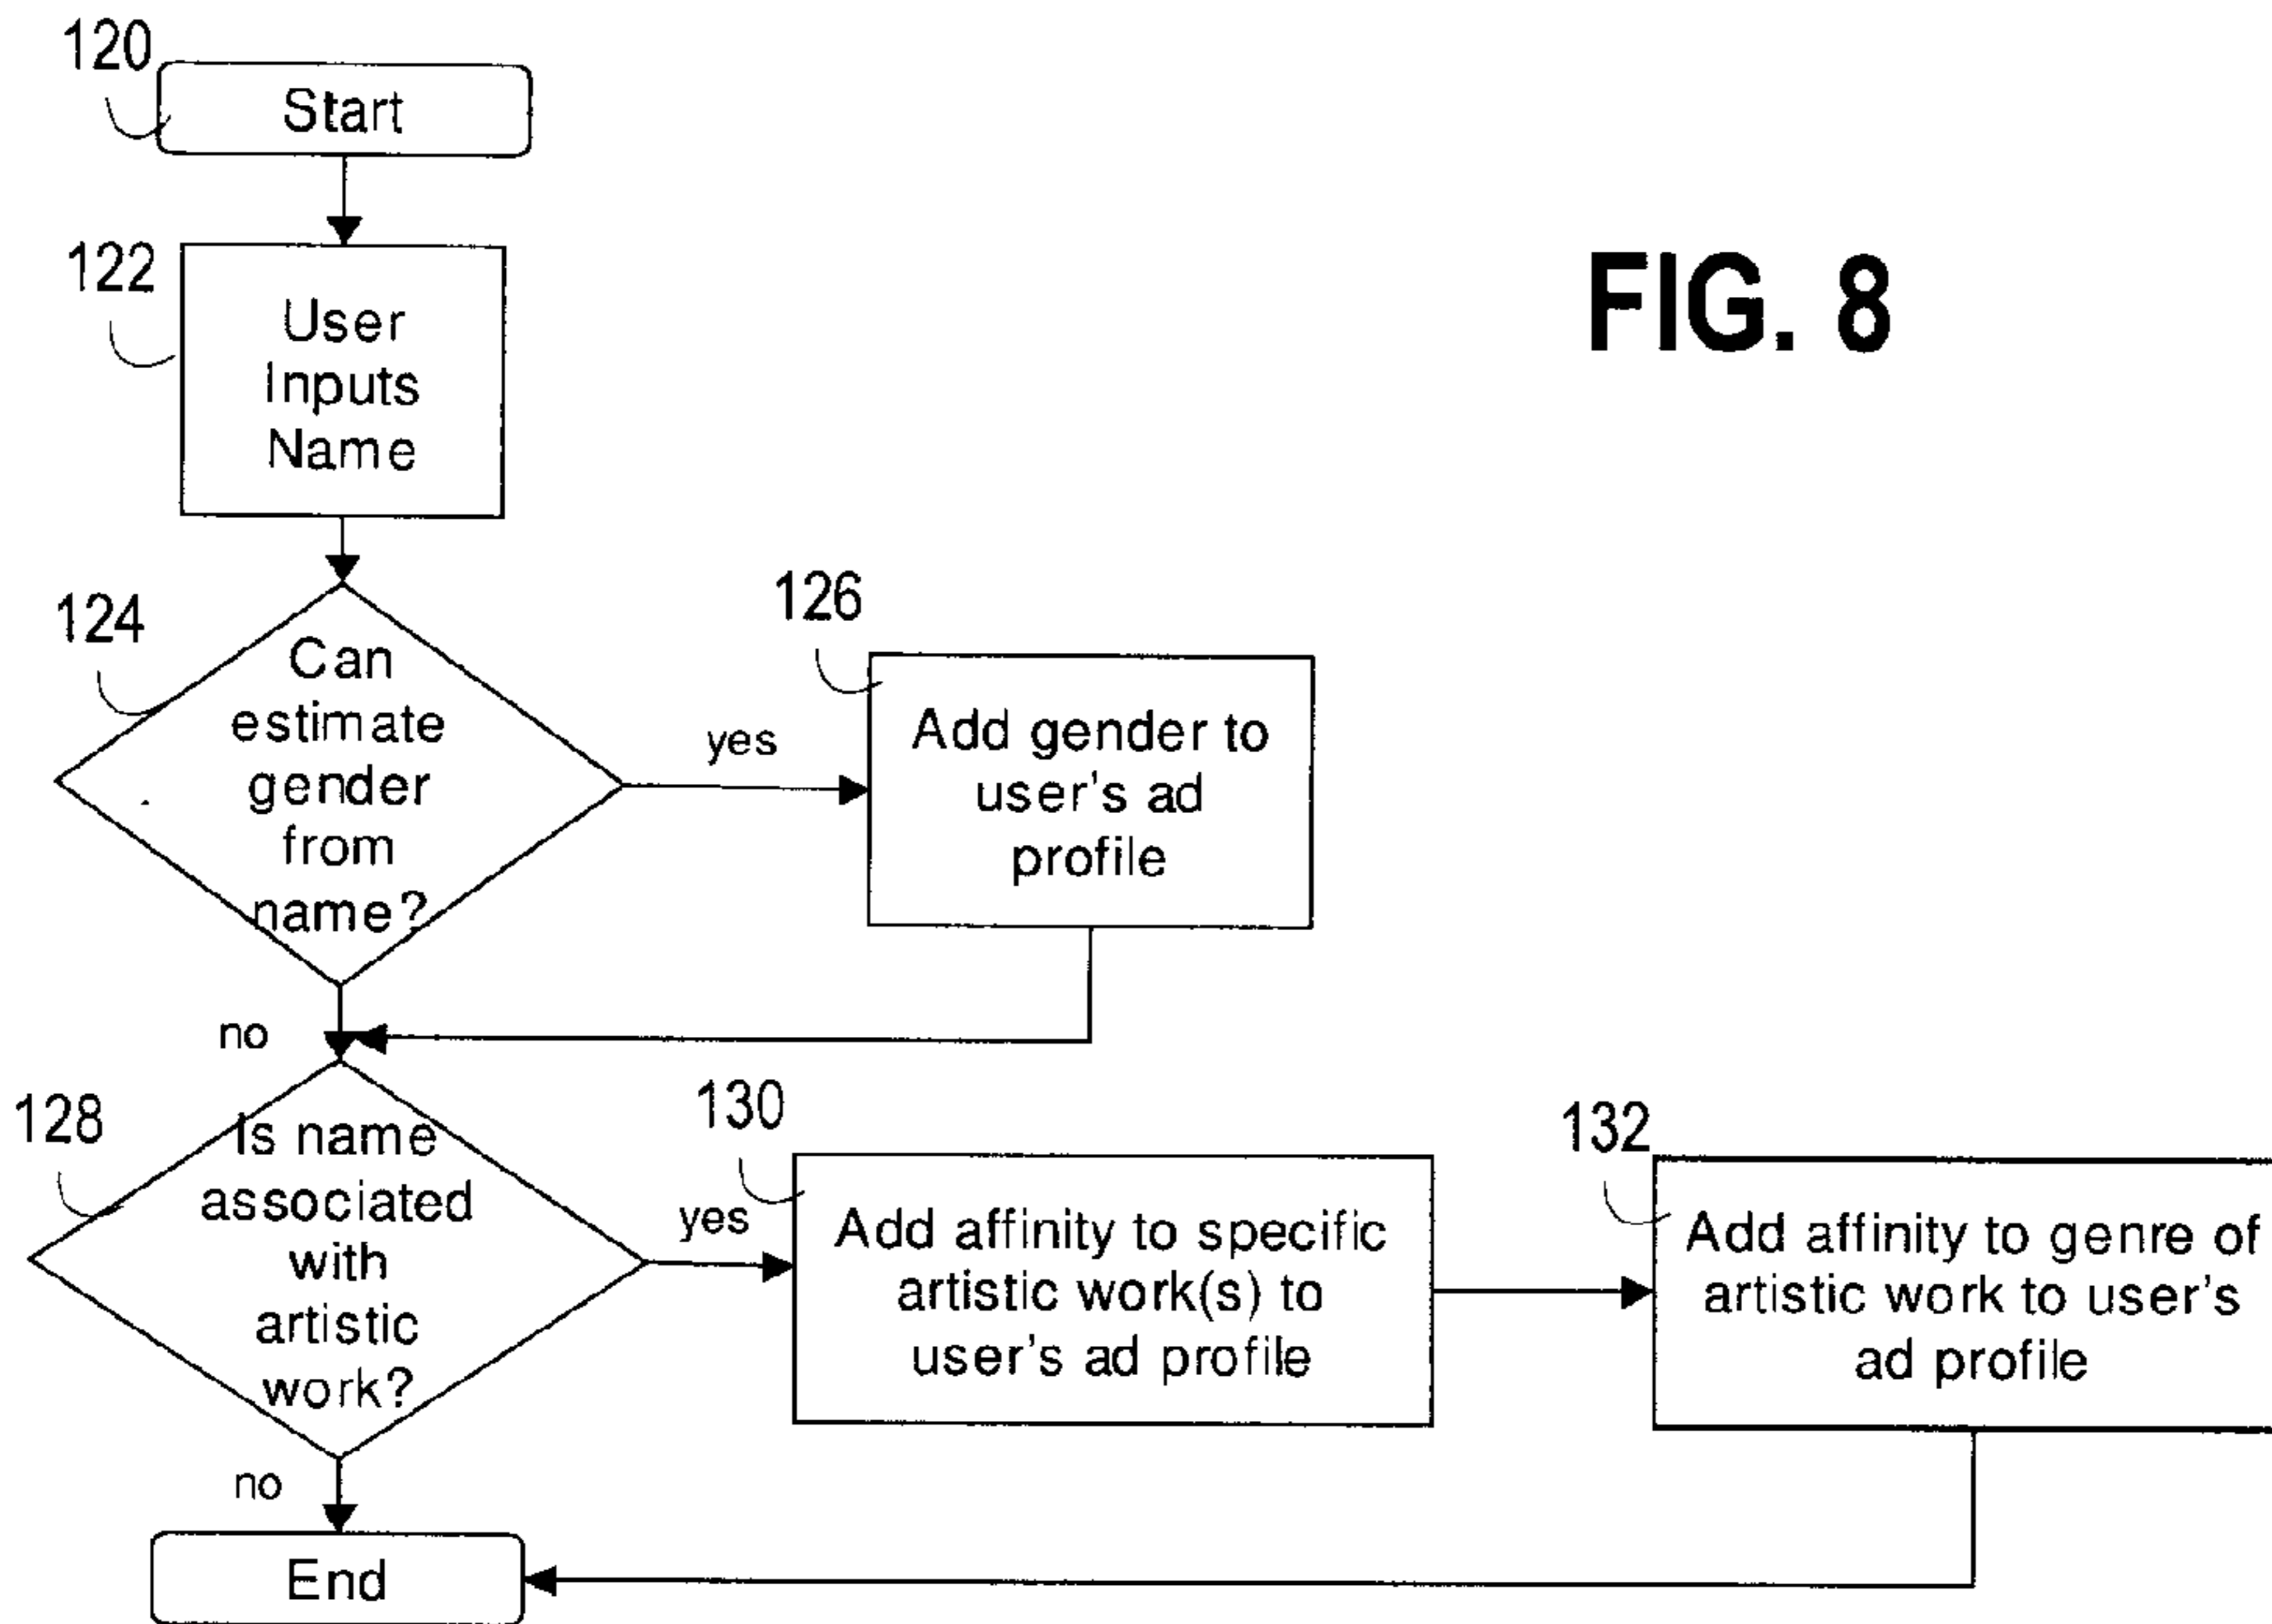 120
Start
FIG. 8
122
User
Inputs
Name
124
Can
estimate
gender
from
name?
yes
126
Add gender to
user's ad
profile
no
128
Is name
associated
with
artistic
work?
yes
130
Add affinity to specific
artistic work(s) to
user's ad profile
132
Add affinity to genre of
artistic work to user's
ad profile
no
End